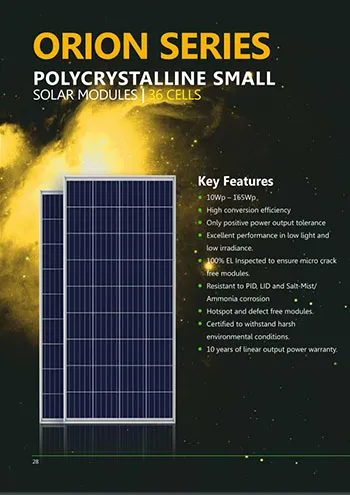 ORION SERIES
POLYCRYSTALLINE SMALL
SOLAR MODULES | 36 CELLS
Key Features
10Wp – 165Wp
High conversion efficiency
Only positive power output tolerance
Excellent performance in low light and
low irradiance.
100% EL Inspected to ensure micro crack
free modules.
Resistant to PID, LID and Salt-Mist/
Ammonia corrosion
Hotspot and defect free modules.
Certified to withstand harsh
environmental conditions.
10 years of linear output power warranty.
28